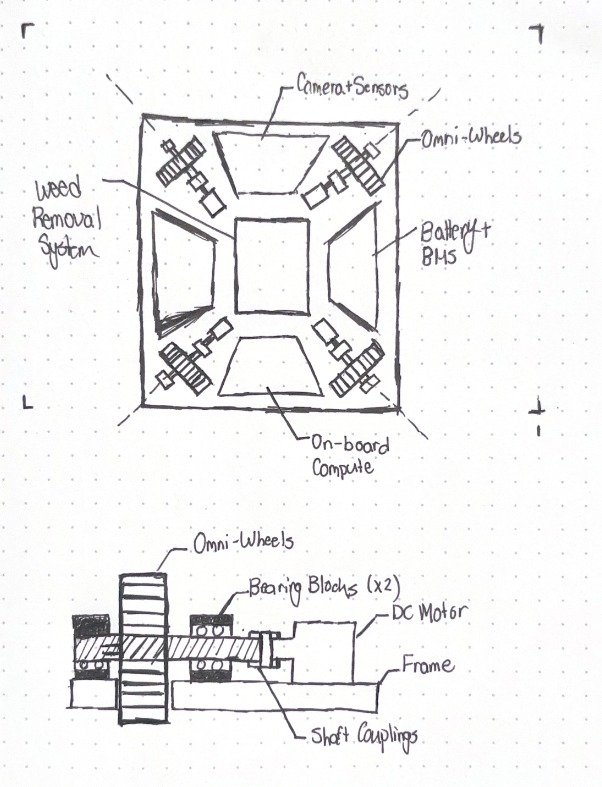 Camera+Sensors
Omni-Wheels
Weed
Removal
System
Battery+
BMS
On-board
Compute
Omni-Wheels
Bearing Blocks (x2)
DC Motor
Frame
Shaft Couplings